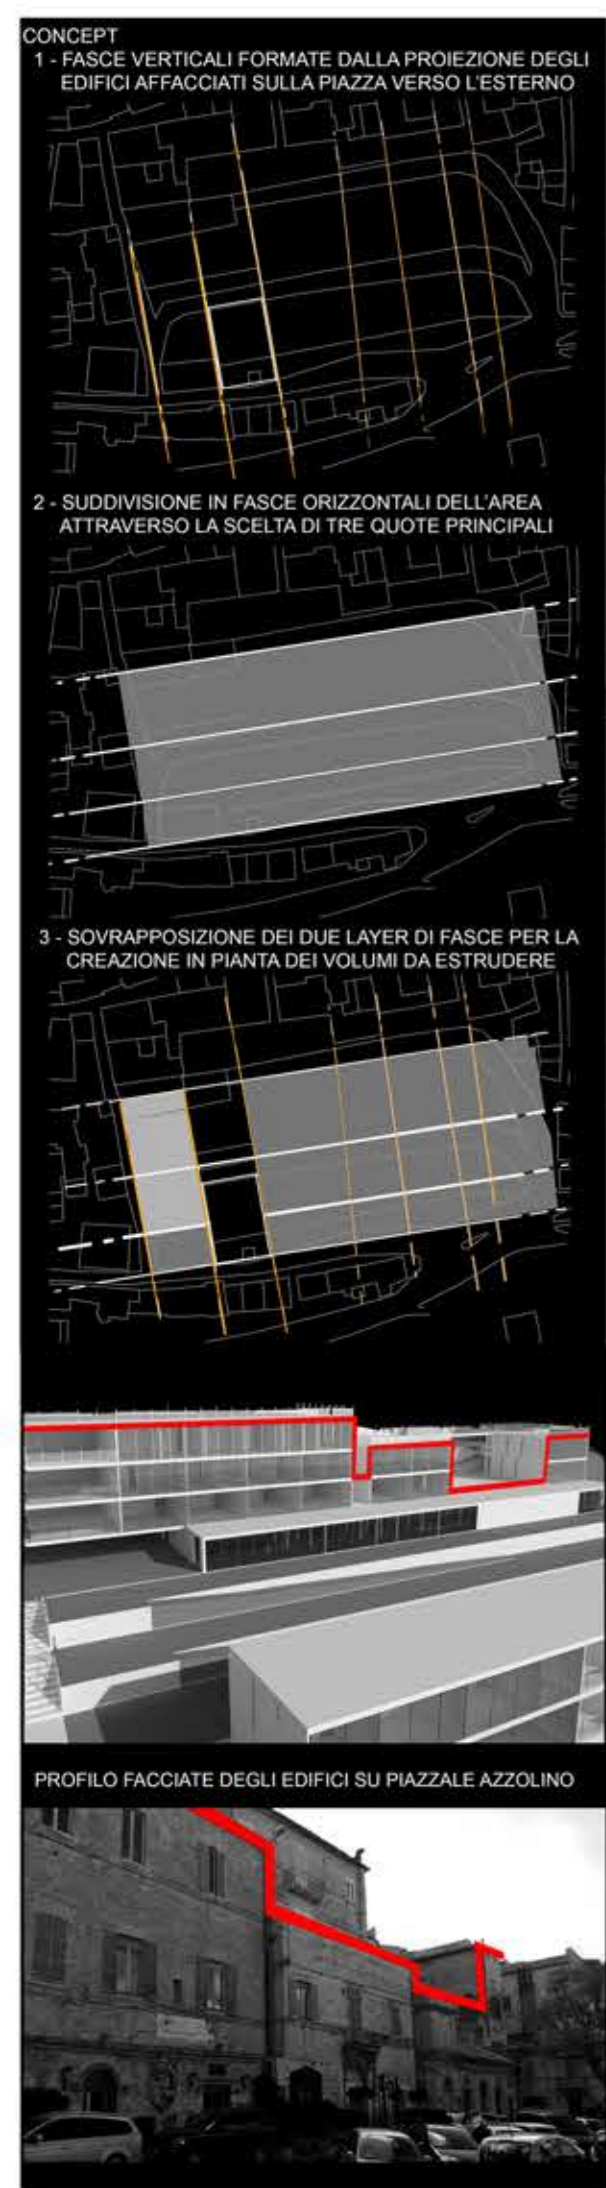 CONCEPT
1 - FASCE VERTICALI FORMATE DALLA PROIEZIONE DEGLI
EDIFICI AFFACCIATI SULLA PIAZZA VERSO L'ESTERNO
2 - SUDDIVISIONE IN FASCE ORIZZONTALI DELL'AREA
ATTRAVERSO LA SCELTA DI TRE QUOTE PRINCIPALI
3 - SOVRAPPOSIZIONE DEI DUE LAYER DI FASCE PER LA
CREAZIONE IN PIANTA DEI VOLUMI DA ESTRUDERE
PROFILO FACCIATE DEGLI EDIFICI SU PIAZZALE AZZOLINO